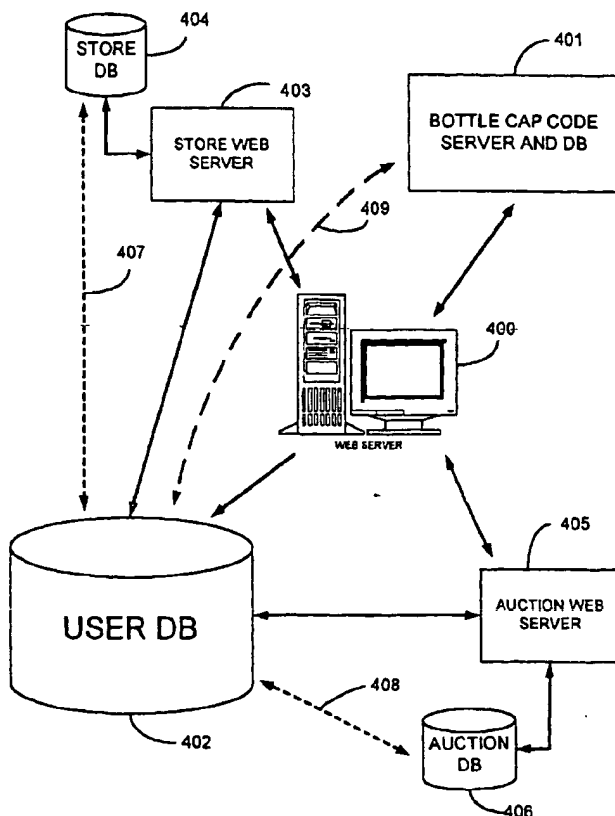 404
STORE
DB
403
STORE WEB
SERVER
401
BOTTLE CAP CODE
SERVER AND DB
409
407
400
WEB SERVER
405
AUCTION WEB
SERVER
USER DB
408
402
AUCTION
DB
406